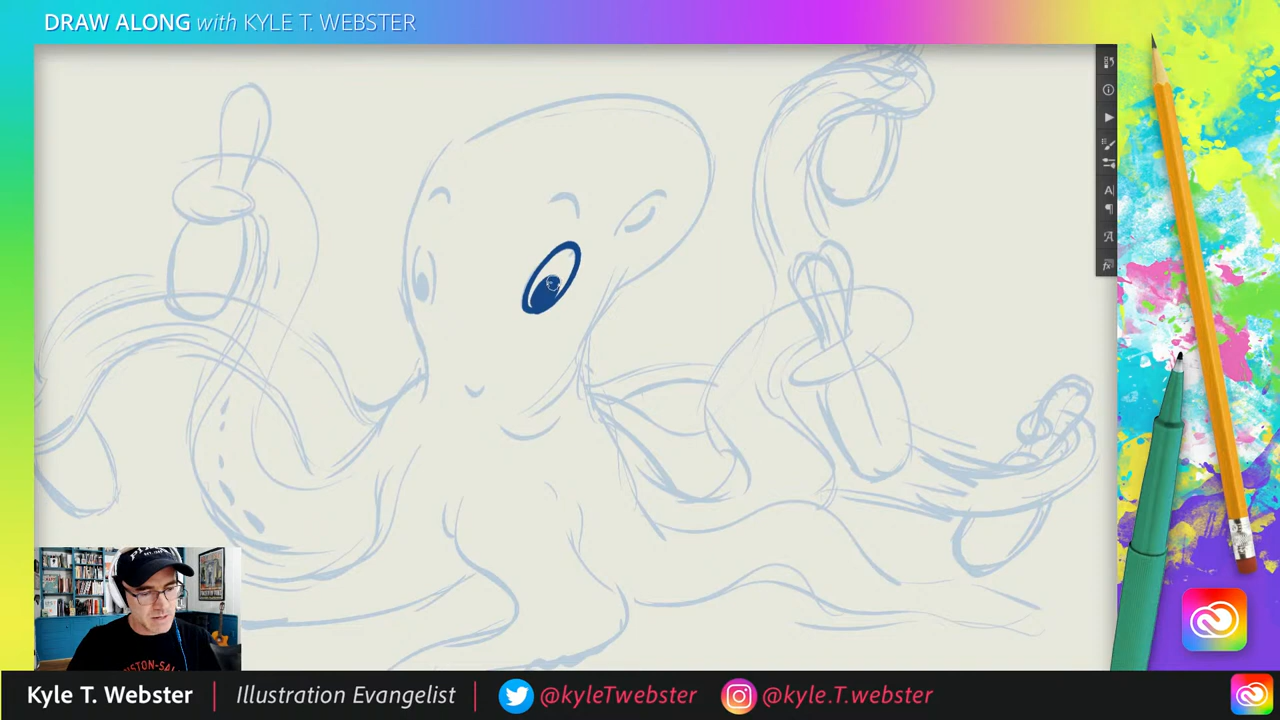 DRAW ALONG with KYLE T. WEBSTER
Kyle T. Webster | Illustration Evangelist | @kyleTwebster @kyle.T.webster